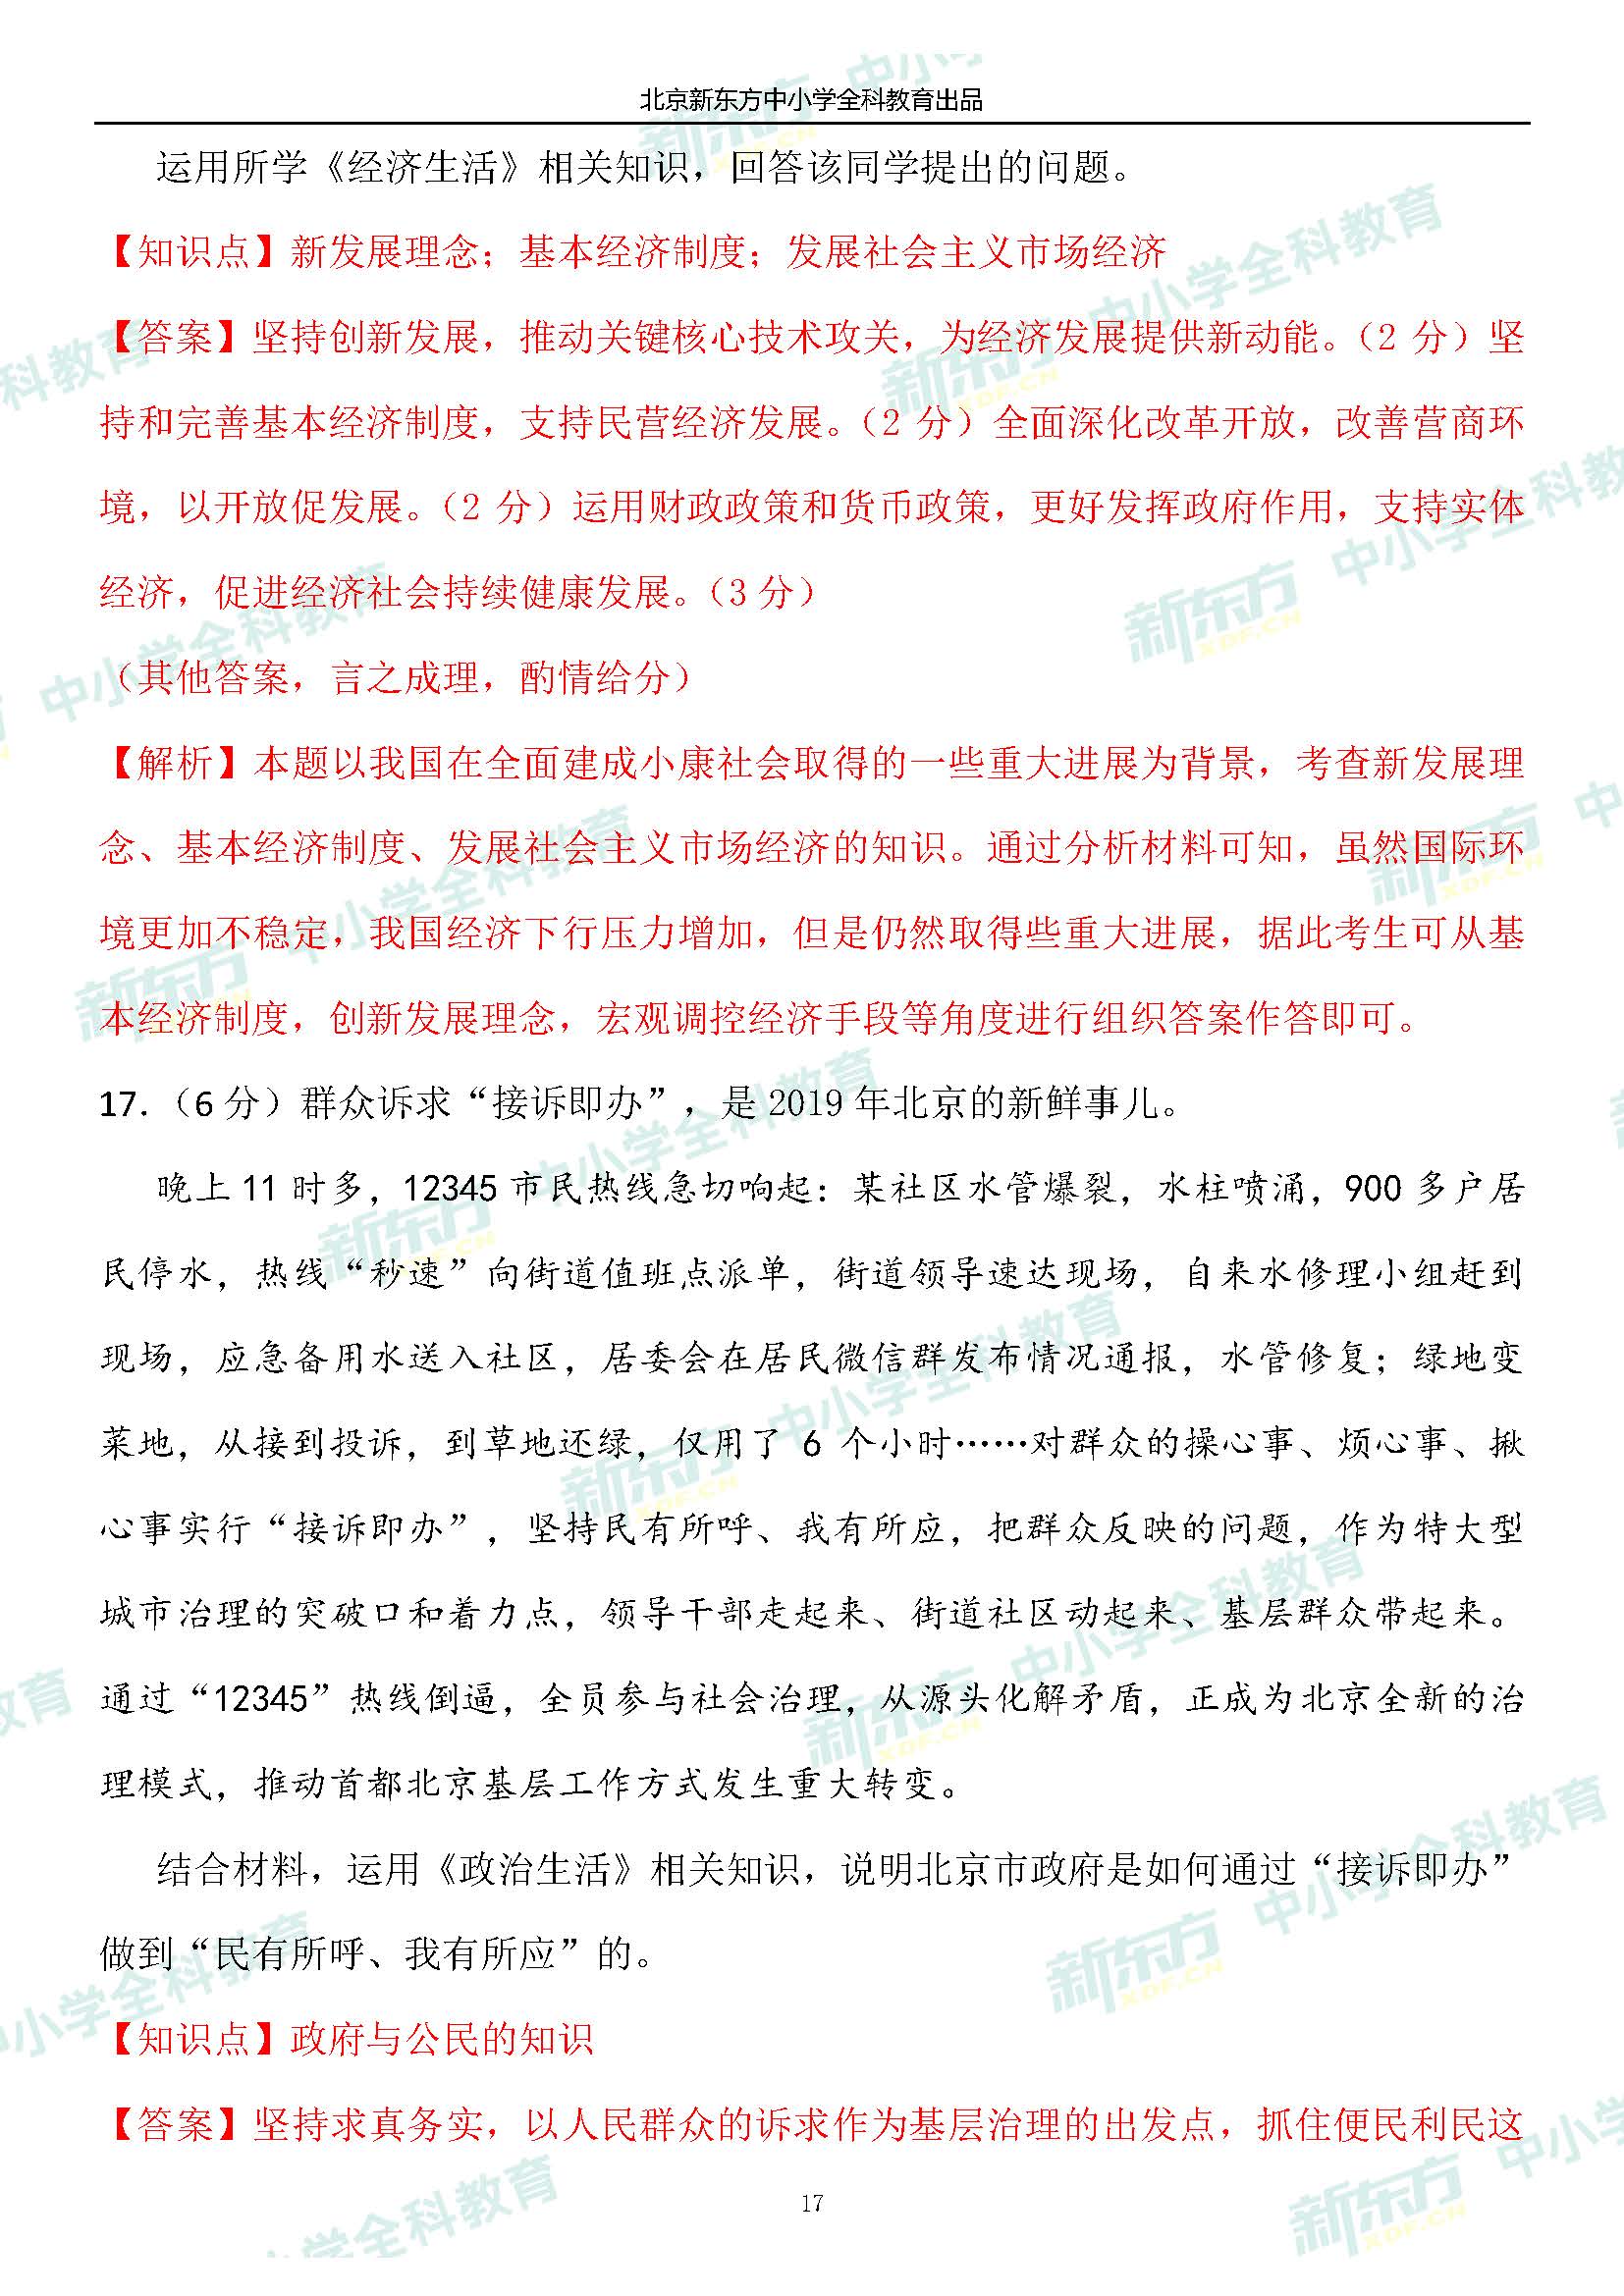 北京新东方中小学全科教育出品
运用所学《经济生活》相关知识，回答该同学提出的问题。
【知识点】新发展理念；基本经济制度；发展社会主义市场经济
【答案】坚持创新发展，推动关键核心技术攻关，为经济发展提供新动能。（2 分）坚
持和完善基本经济制度，支持民营经济发展。（2 分）全面深化改革开放，改善营商环
境，以开放促发展。（2 分）运用财政政策和货币政策，更好发挥政府作用，支持实体
经济，促进经济社会持续健康发展。（3 分）
（其他答案，言之成理，酌情给分）
【解析】本题以我国在全面建成小康社会取得的一些重大进展为背景，考查新发展理
念、基本经济制度、发展社会主义市场经济的知识。通过分析材料可知，虽然国际环
境更加不稳定，我国经济下行压力增加，但是仍然取得些重大进展，据此考生可从基
本经济制度，创新发展理念，宏观调控经济手段等角度进行组织答案作答即可。
17.（6 分）群众诉求“接诉即办”，是 2019 年北京的新鲜事儿。
晚上 11 时多，12345 市民热线急切响起：某社区水管爆裂，水柱喷涌，900 多户居
民停水，热线“秒速”向街道值班点派单，街道领导速达现场，自来水修理小组赶到
现场，应急备用水送入社区，居委会在居民微信群发布情况通报，水管修复；绿地变
菜地，从接到投诉，到草地还绿，仅用了 6 个小时……对群众的操心事、烦心事、揪
心事实行“接诉即办”，坚持民有所呼、我有所应，把群众反映的问题，作为特大型
城市治理的突破口和着力点，领导干部走起来、街道社区动起来、基层群众带起来。
通过“12345”热线倒逼，全员参与社会治理，从源头化解矛盾，正成为北京全新的治
理模式，推动首都北京基层工作方式发生重大转变。
结合材料，运用《政治生活》相关知识，说明北京市政府是如何通过“接诉即办”
做到“民有所呼、我有所应”的。
【知识点】政府与公民的知识
【答案】坚持求真务实，以人民群众的诉求作为基层治理的出发点，抓住便民利民这
17
新东方 XDF.CN 中小学全科教育